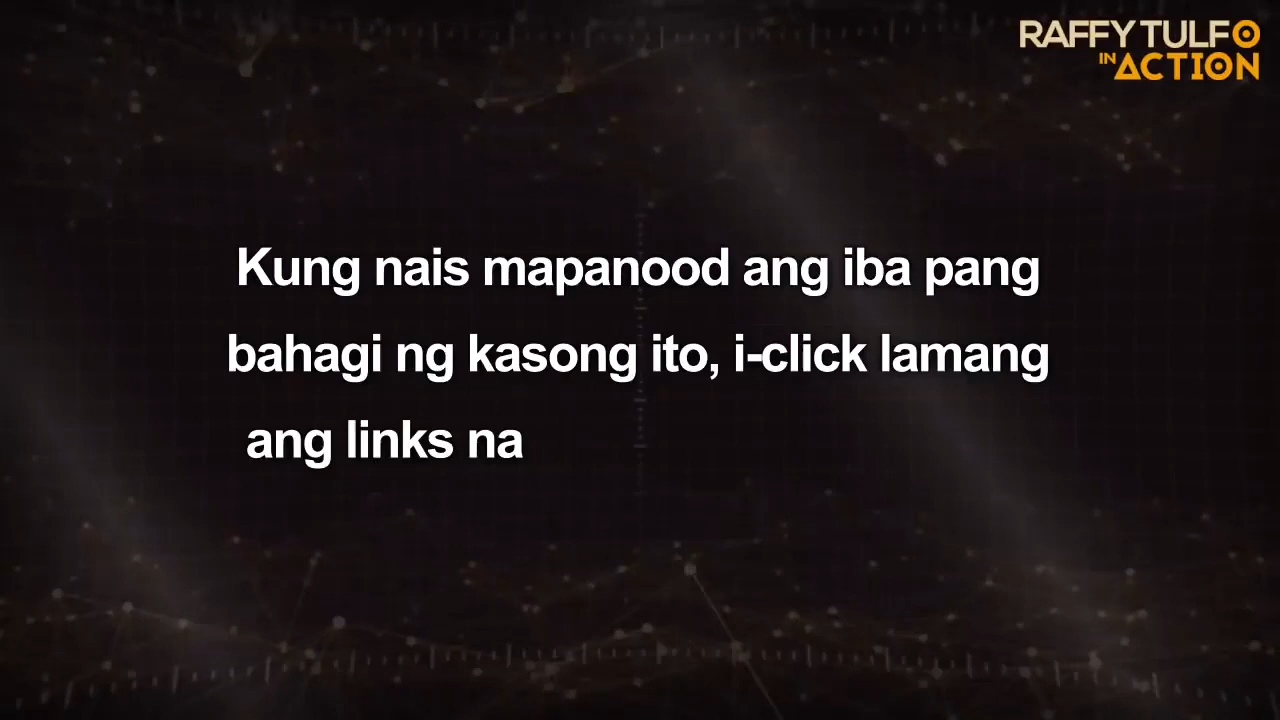 RAFFY TULFO
IN ACTION
Kung nais mapanood ang iba pang
bahagi ng kasong ito, i-click lamang
ang links na